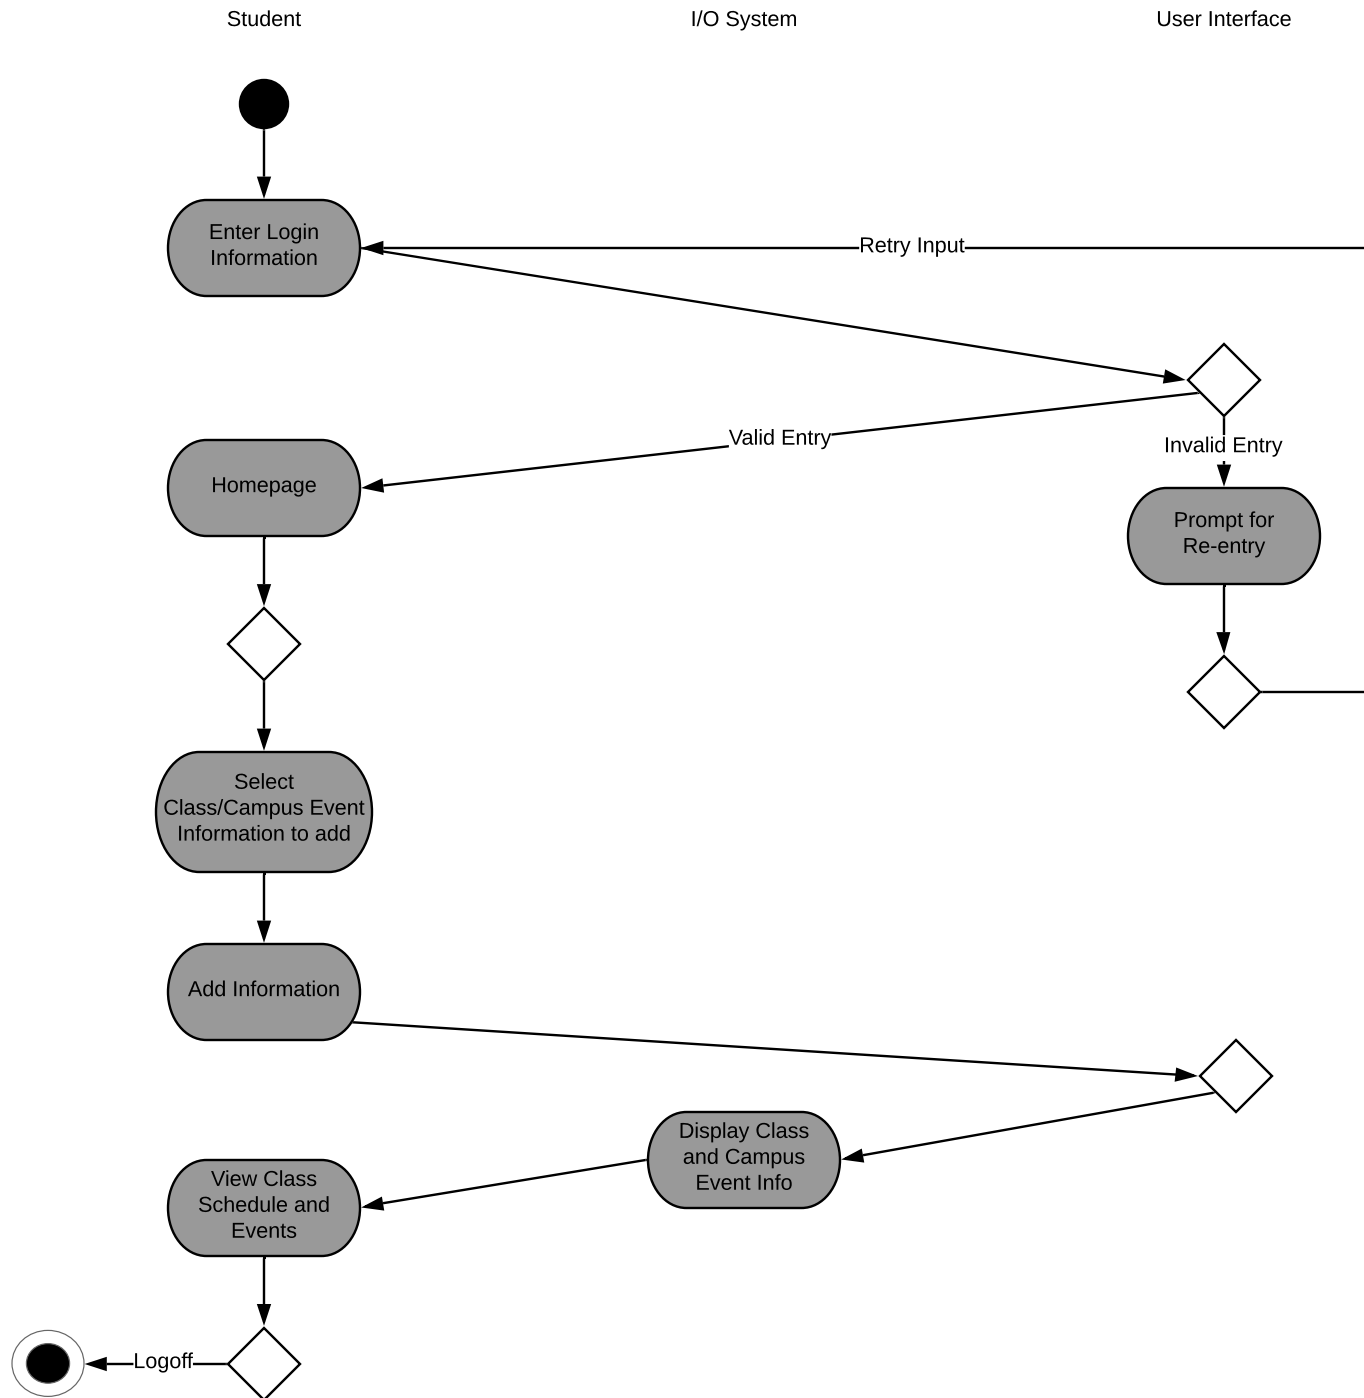 Student
I/O System
User Interface
Enter Login
Information
Retry Input
Valid Entry
Invalid Entry
Homepage
Prompt for
Re-entry
Select
Class/Campus Event
Information to add
Add Information
Display Class
and Campus
Event Info
View Class
Schedule and
Events
Logoff